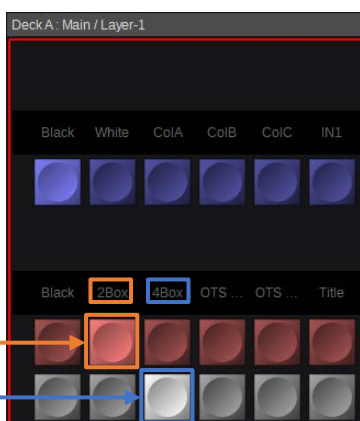 Deck A : Main / Layer-1
Black White ColA ColB ColC IN1
Black 2Box 4Box OTS ... OTS ... Title